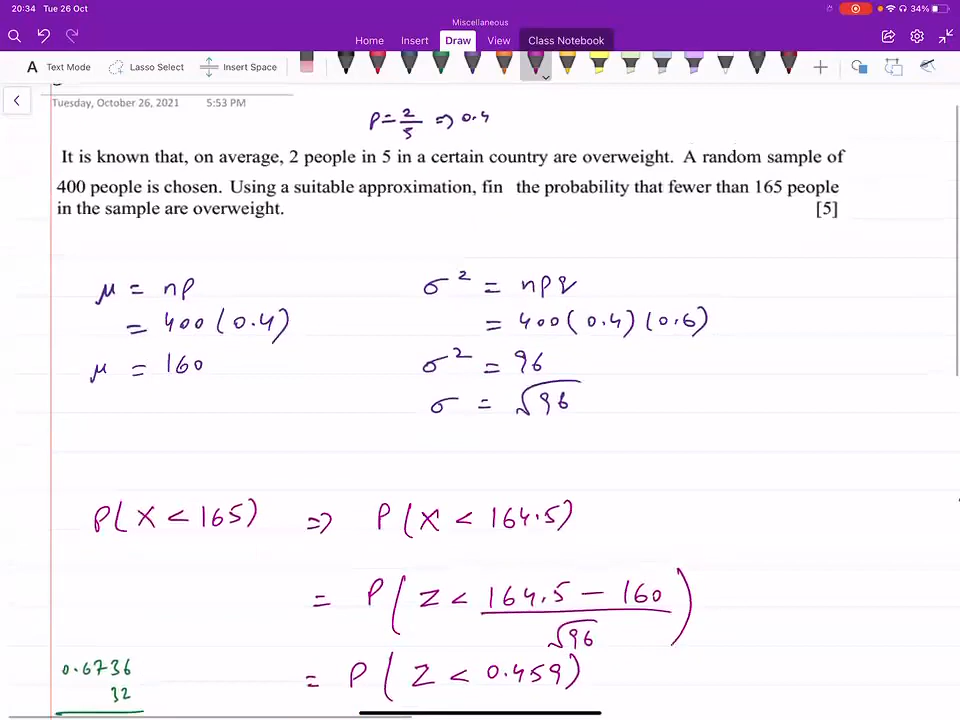 20:34 Tue 26 Oct
34%
Miscellaneous
Home Insert Draw View Class Notebook
Text Mode Lasso Select Insert Space
Tuesday, October 26, 2021 5:53 PM
P = 2/5 ⇒ 0.4
It is known that, on average, 2 people in 5 in a certain country are overweight. A random sample of
400 people is chosen. Using a suitable approximation, fin the probability that fewer than 165 people
in the sample are overweight. [5]
μ = np
= 400(0.4)
μ = 160
σ² = npq
= 400(0.4)(0.6)
σ² = 96
σ = √96
P(X < 165) ⇒ P(X < 164.5)
= P(Z < (164.5 − 160)/√96)
= P(Z < 0.459)
0.6736
32